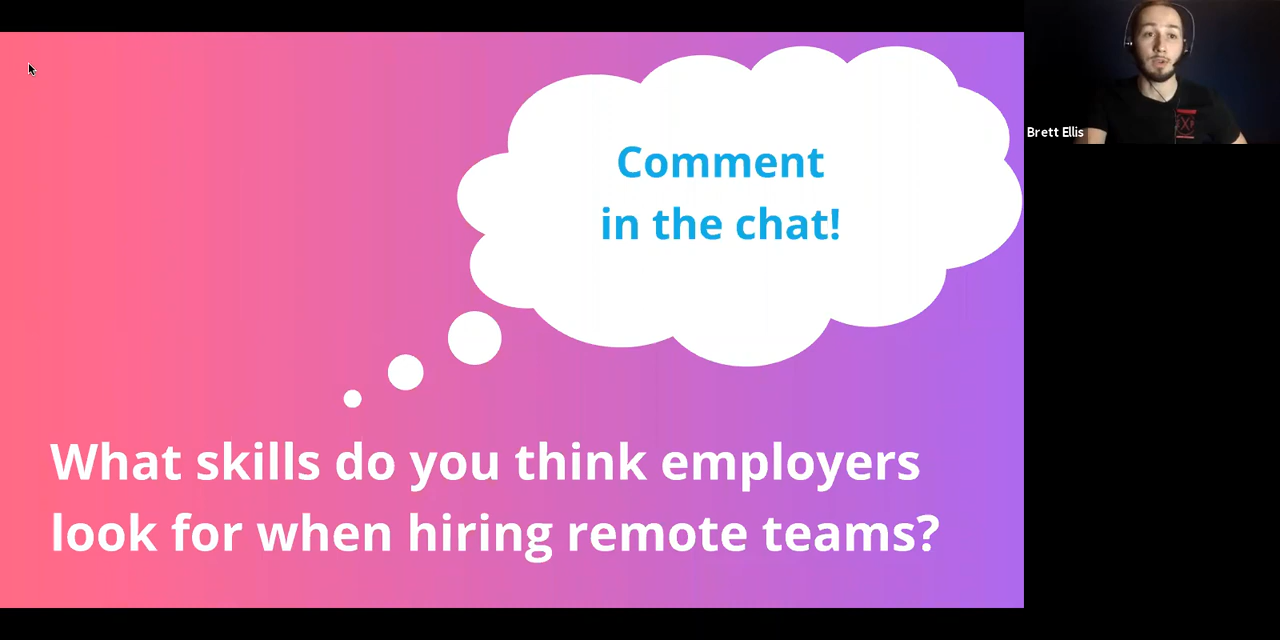 Comment
in the chat!
What skills do you think employers
look for when hiring remote teams?
Brett Ellis